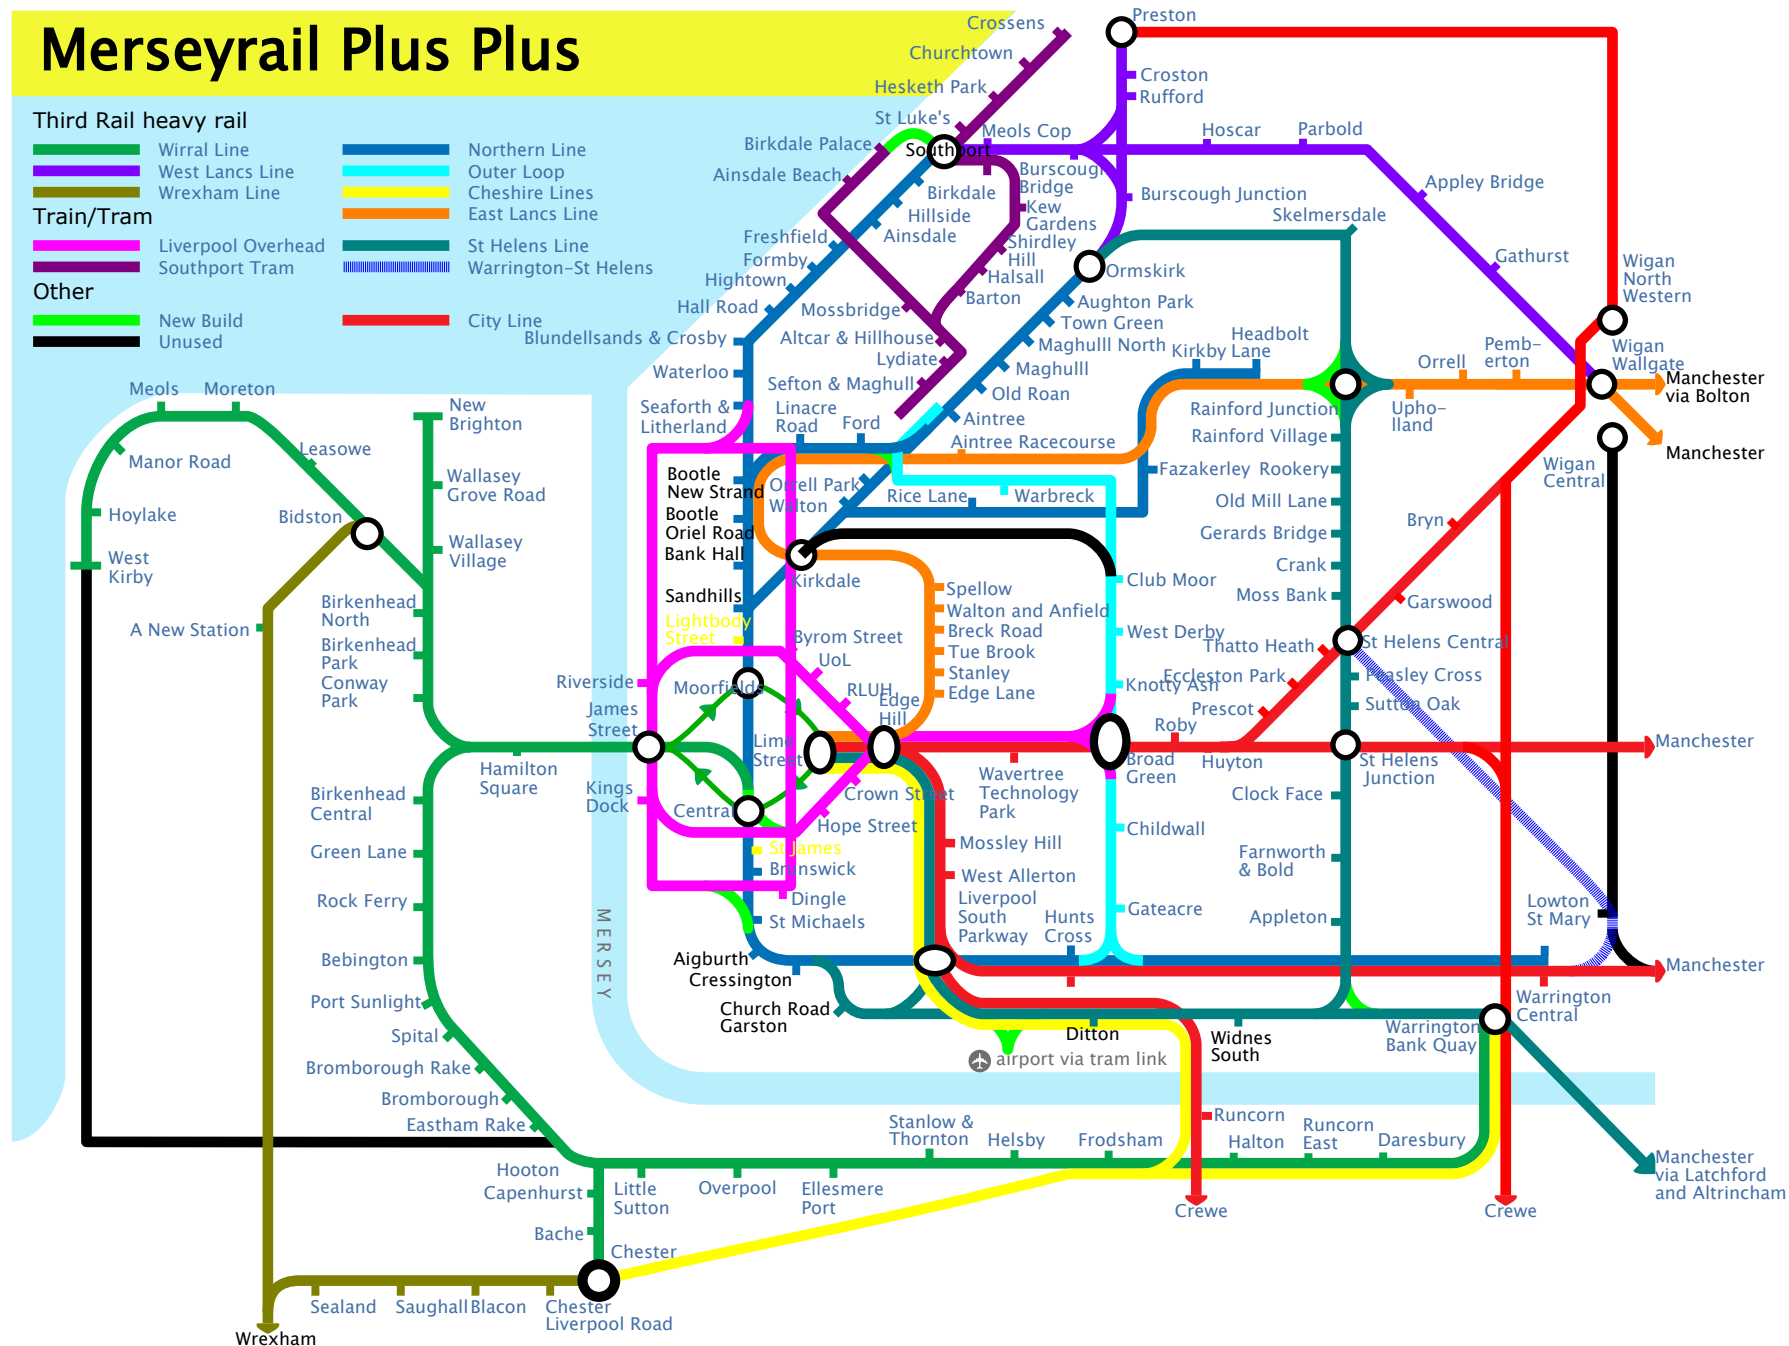 Merseyrail Plus Plus
Third Rail heavy rail
Wirral Line
West Lancs Line
Wrexham Line
Northern Line
Outer Loop
Cheshire Lines
East Lancs Line
Train/Tram
Liverpool Overhead
Southport Tram
St Helens Line
Warrington-St Helens
Other
New Build
Unused
City Line
Crossens
Churchtown
Hesketh Park
St Luke's
Birkdale Palace
Ainsdale Beach
Southport
Meols Cop
Preston
Croston
Rufford
Hoscar
Parbold
Burscough
Bridge
Burscough Junction
Appley Bridge
Gathurst
Skelmersdale
Birkdale
Hillside
Ainsdale
Freshfield
Formby
Hightown
Hall Road
Blundellsands & Crosby
Waterloo
Seaforth &
Litherland
Kew
Gardens
Shirdley
Hill
Halsall
Barton
Mossbridge
Altcar & Hillhouse
Lydiate
Sefton & Maghull
Ormskirk
Aughton Park
Town Green
Maghulll North
Maghulll
Old Roan
Aintree
Aintree Racecourse
Linacre
Road
Ford
Kirkby
Headbolt
Lane
Rainford Junction
Orrell
Pemb-
erton
Upho-
lland
Wigan
North
Western
Wigan
Wallgate
Manchester
via Bolton
Manchester
Wigan
Central
Bootle
New Strand
Bootle
Oriel Road
Bank Hall
Sandhills
Lightbody
Street
Orrell Park
Walton
Rice Lane
Warbreck
Fazakerley
Kirkdale
Rainford Village
Rookery
Old Mill Lane
Gerards Bridge
Crank
Moss Bank
Bryn
Garswood
St Helens Central
Thatto Heath
Eccleston Park
Prescot
Peasley Cross
Sutton Oak
Roby
Huyton
St Helens
Junction
Manchester
Spellow
Walton and Anfield
Breck Road
Tue Brook
Stanley
Edge Lane
Club Moor
West Derby
Knotty Ash
Broad
Green
Byrom Street
UoL
RLUH
Edge
Hill
Riverside
Moorfields
James
Street
Lime
Street
Kings
Dock
Central
Crown Street
Hope Street
Wavertree
Technology
Park
St James
Brunswick
Dingle
St Michaels
Aigburth
Cressington
Church Road
Garston
Mossley Hill
West Allerton
Liverpool
South
Parkway
Hunts
Cross
Childwall
Gateacre
Clock Face
Farnworth
& Bold
Appleton
Lowton
St Mary
Manchester
Warrington
Central
Warrington
Bank Quay
Ditton
Widnes
South
airport via tram link
MERSEY
Meols
Moreton
Manor Road
Leasowe
Hoylake
West
Kirby
Bidston
New
Brighton
Wallasey
Grove Road
Wallasey
Village
A New Station
Birkenhead
North
Birkenhead
Park
Conway
Park
Hamilton
Square
Birkenhead
Central
Green Lane
Rock Ferry
Bebington
Port Sunlight
Spital
Bromborough Rake
Bromborough
Eastham Rake
Hooton
Capenhurst
Bache
Chester
Little
Sutton
Overpool
Ellesmere
Port
Stanlow &
Thornton
Helsby
Frodsham
Runcorn
Halton
Runcorn
East
Daresbury
Crewe
Crewe
Manchester
via Latchford
and Altrincham
Sealand
Saughall
Blacon
Chester
Liverpool Road
Wrexham